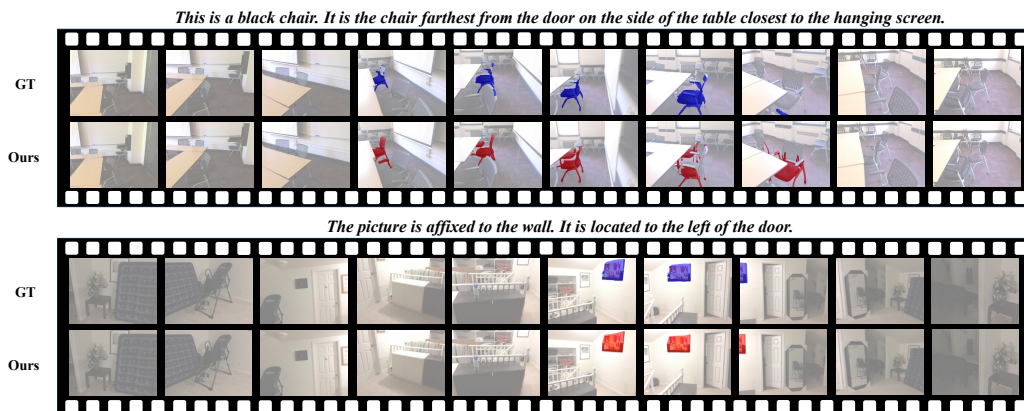 This is a black chair. It is the chair farthest from the door on the side of the table closest to the hanging screen.
GT
Ours
The picture is affixed to the wall. It is located to the left of the door.
GT
Ours